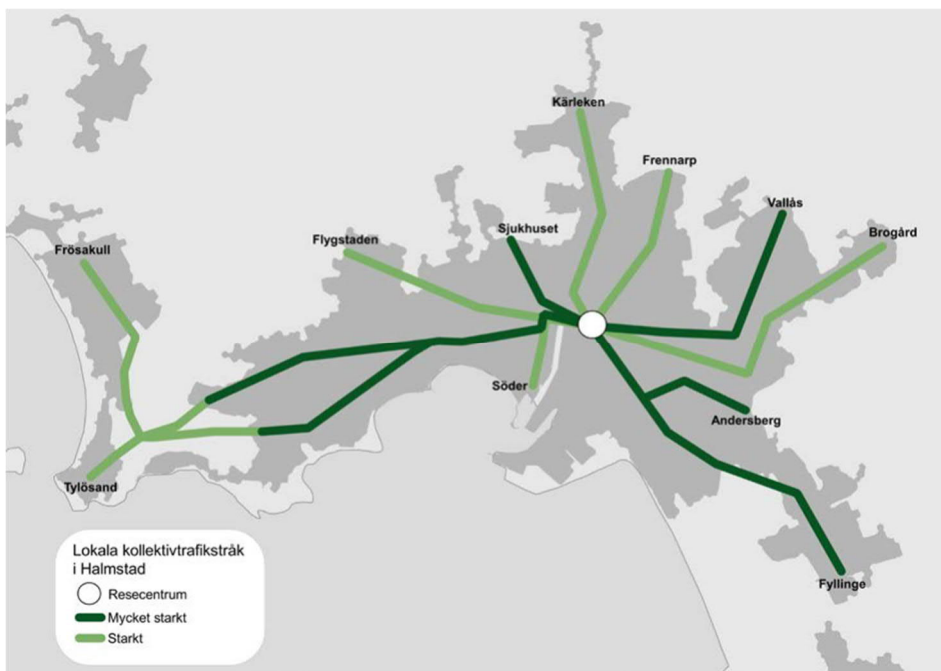 Kärleken
Frennarp
Vallås
Brogård
Sjukhuset
Flygstaden
Frösakull
Söder
Andersberg
Tylösand
Fyllinge
Lokala kollektivtrafikstråk
i Halmstad
Resecentrum
Mycket starkt
Starkt